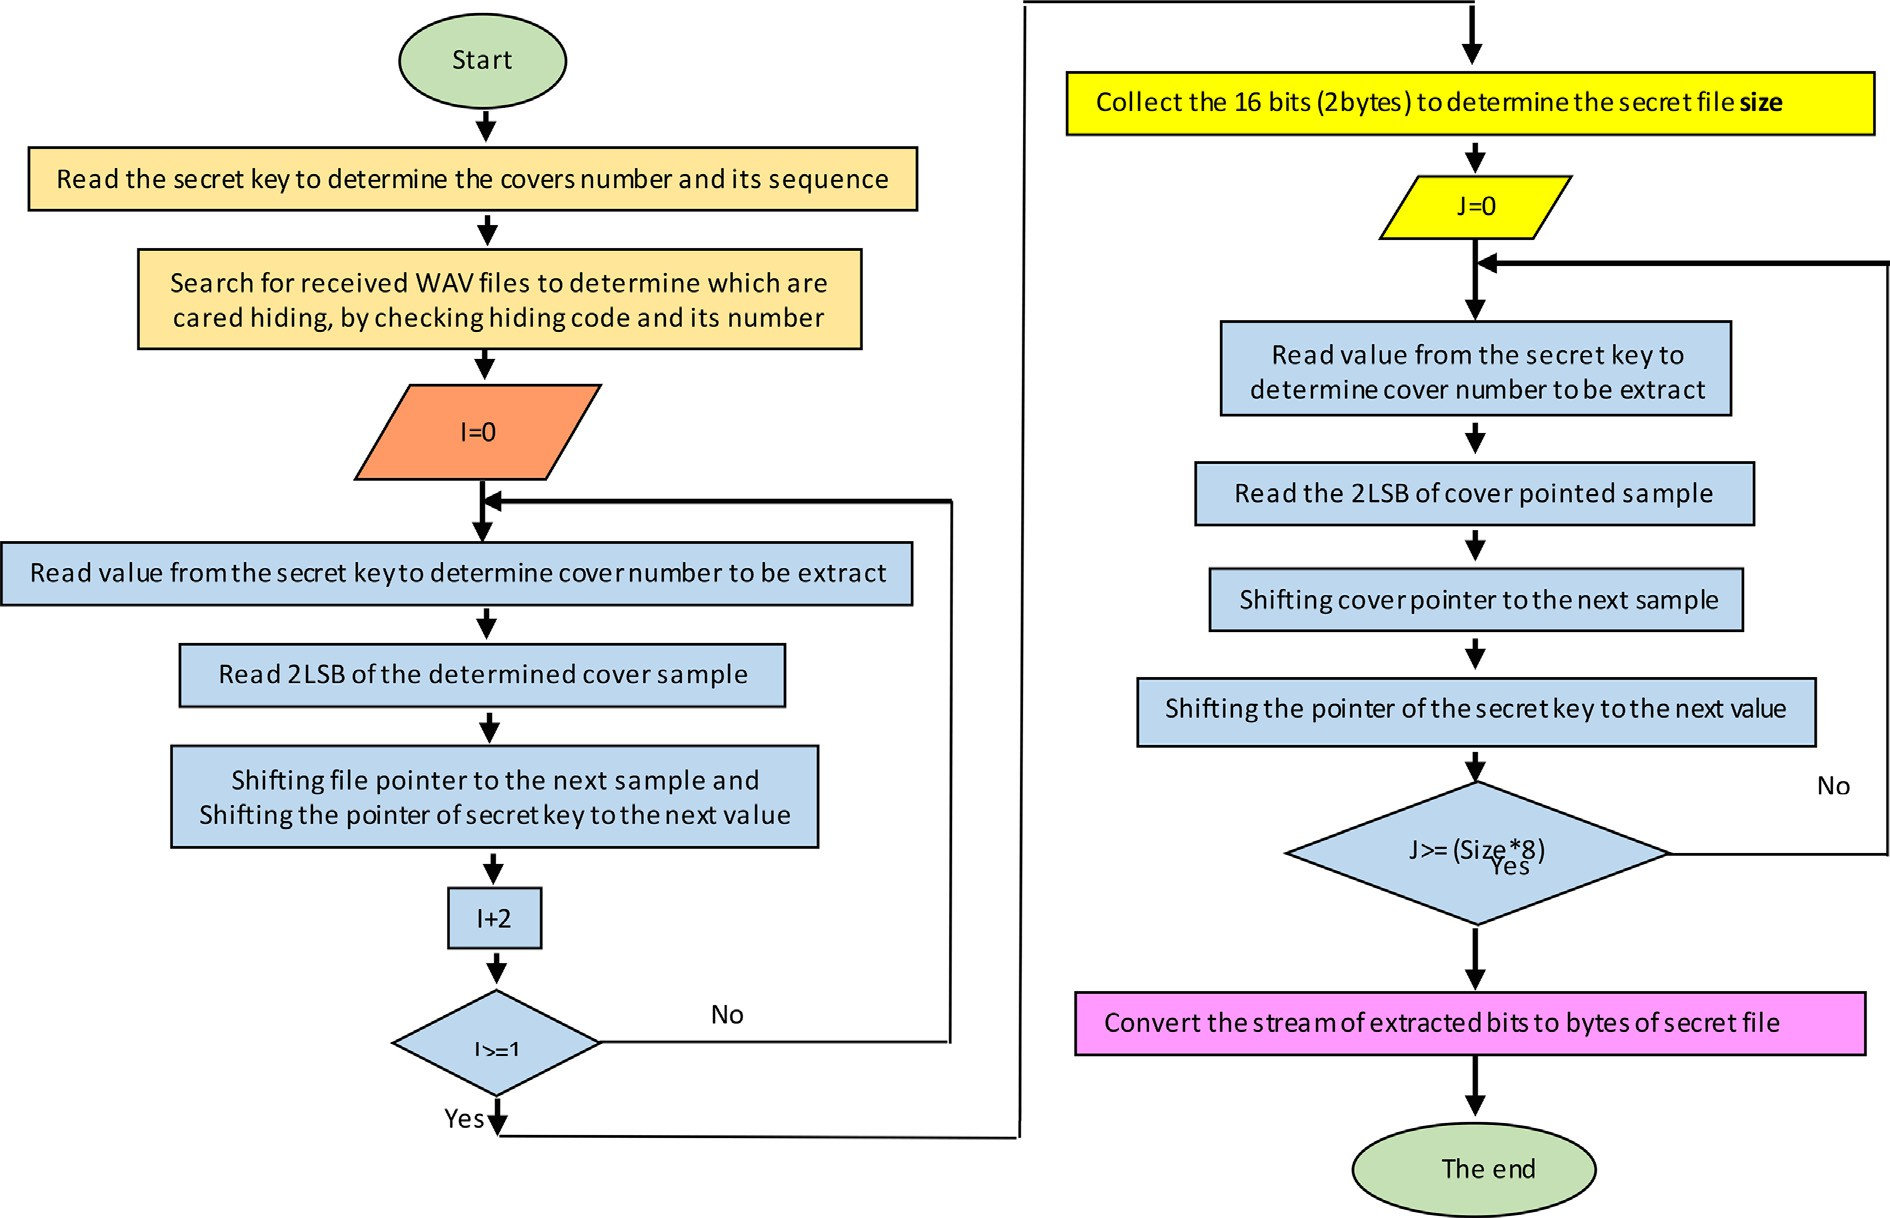 Start
Read the secret key to determine the covers number and its sequence
Search for received WAV files to determine which are
cared hiding, by checking hiding code and its number
I=0
Read value from the secret key to determine cover number to be extract
Read 2LSB of the determined cover sample
Shifting file pointer to the next sample and
Shifting the pointer of secret key to the next value
I+2
I>=1
No
Yes
Collect the 16 bits (2bytes) to determine the secret file size
J=0
Read value from the secret key to
determine cover number to be extract
Read the 2LSB of cover pointed sample
Shifting cover pointer to the next sample
Shifting the pointer of the secret key to the next value
No
J>= (Size*8)
Yes
Convert the stream of extracted bits to bytes of secret file
The end